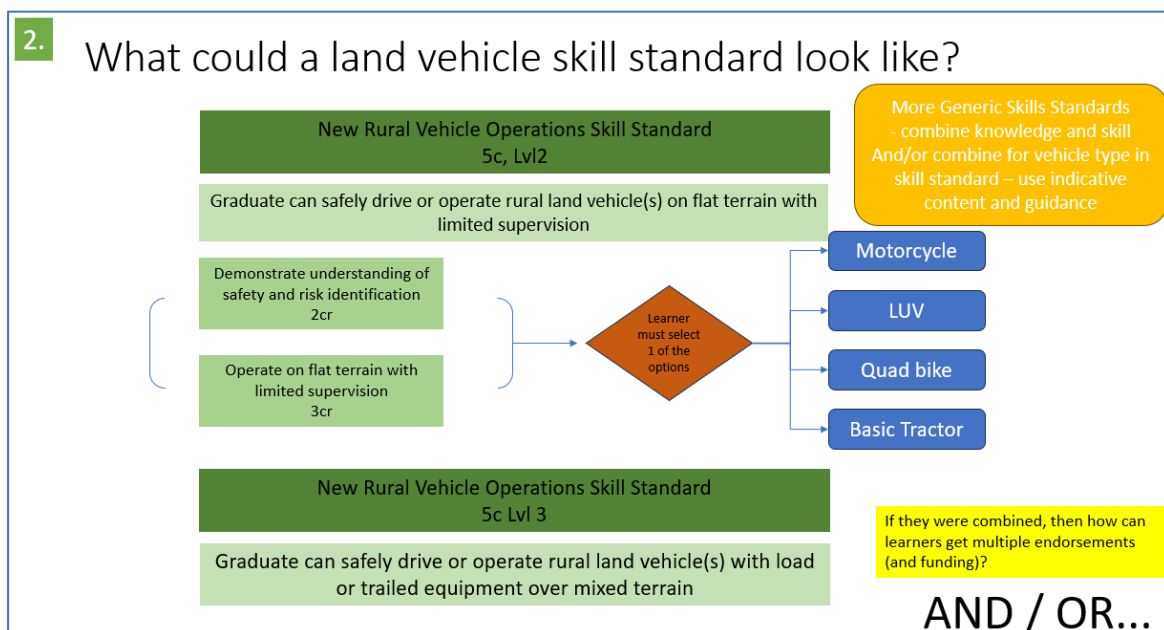 2.
What could a land vehicle skill standard look like?
More Generic Skills Standards
- combine knowledge and skill
And/or combine for vehicle type in
skill standard – use indicative
content and guidance
New Rural Vehicle Operations Skill Standard
5c, Lvl2
Graduate can safely drive or operate rural land vehicle(s) on flat terrain with
limited supervision
Demonstrate understanding of
safety and risk identification
2cr
Operate on flat terrain with
limited supervision
3cr
Learner
must select
1 of the
options
Motorcycle
LUV
Quad bike
Basic Tractor
New Rural Vehicle Operations Skill Standard
5c Lvl 3
Graduate can safely drive or operate rural land vehicle(s) with load
or trailed equipment over mixed terrain
If they were combined, then how can
learners get multiple endorsements
(and funding)?
AND / OR...